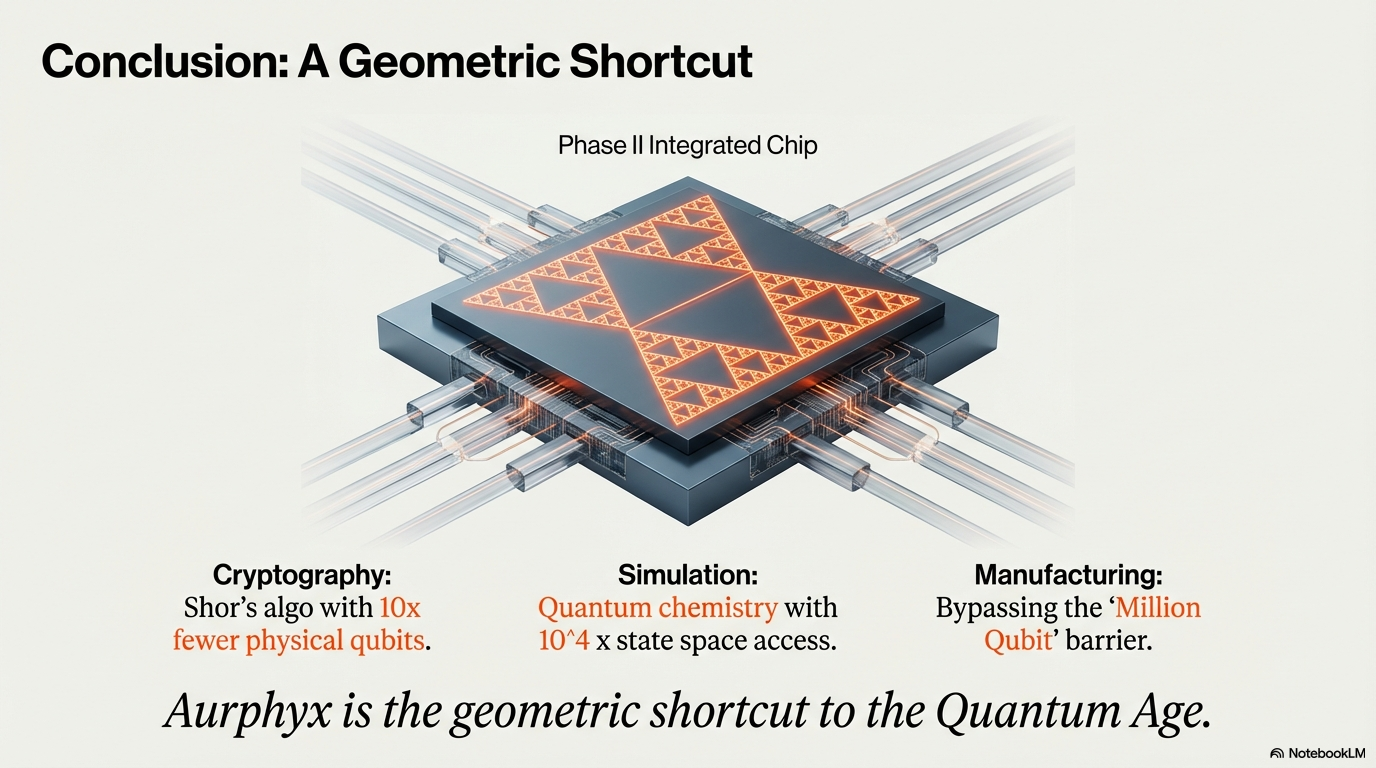 Conclusion: A Geometric Shortcut
Phase II Integrated Chip
Cryptography:
Shor's algo with 10x
fewer physical qubits.
Simulation:
Quantum chemistry with
10^4 x state space access.
Manufacturing:
Bypassing the ‘Million
Qubit’ barrier.
Aurphyx is the geometric shortcut to the Quantum Age.
NotebookLM